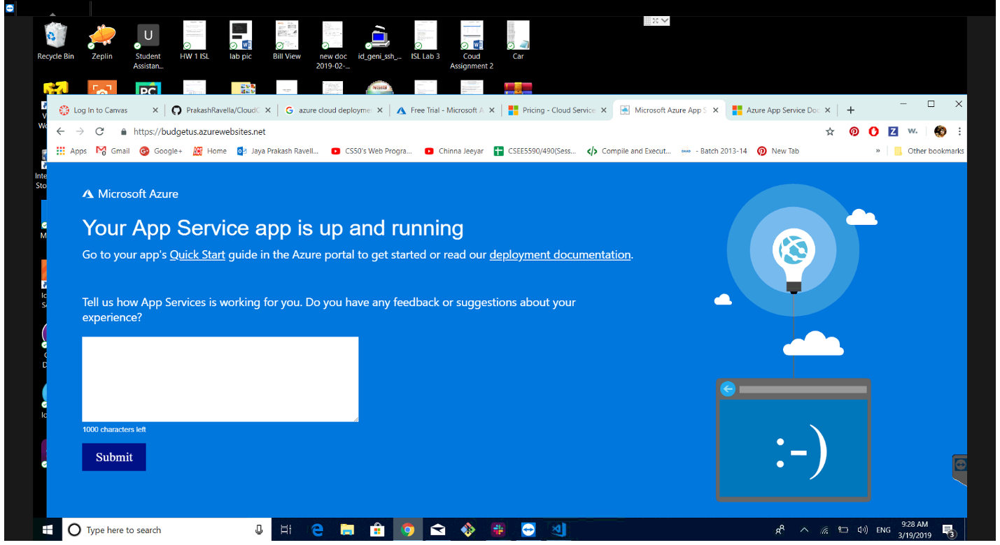 Recycle Bin
Zeplin
U
Student
Assistan...
HW 1 ISL
lab pic
Bill View
new doc
2019-02-...
id_geni_ssh_...
ISL Lab 3
Coud
Assignment 2
Car
PC
Log In to Canvas
PrakashRavella/CloudC
azure cloud deployme
Free Trial - Microsoft A
Pricing - Cloud Service
Microsoft Azure App S
Azure App Service Doc
https://budgetus.azurewebsites.net
Apps
Gmail
Google+
Home
Jaya Prakash Ravell...
CS50's Web Progra...
Chinna Jeeyar
CSEE5590/490(Sess...
Compile and Execut...
- Batch 2013-14
New Tab
»
Other bookmarks
Microsoft Azure
Your App Service app is up and running
Go to your app's Quick Start guide in the Azure portal to get started or read our deployment documentation.
Tell us how App Services is working for you. Do you have any feedback or suggestions about your
experience?
1000 characters left
Submit
:-)
Type here to search
ENG
9:28 AM
3/19/2019
3